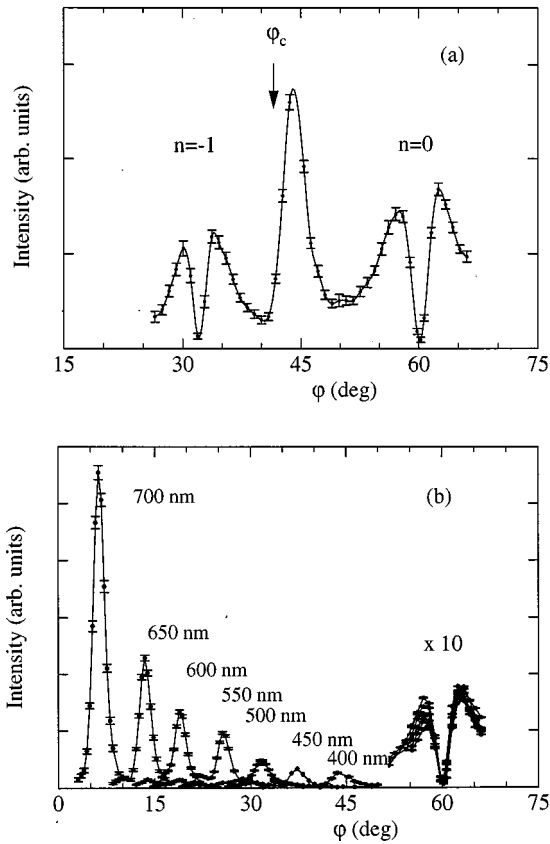 φc
(a)
n=-1
n=0
Intensity (arb. units)
15 30 45 60 75
φ (deg)
(b)
700 nm
650 nm
600 nm
550 nm
500 nm
450 nm
400 nm
x 10
Intensity (arb. units)
0 15 30 45 60 75
φ (deg)